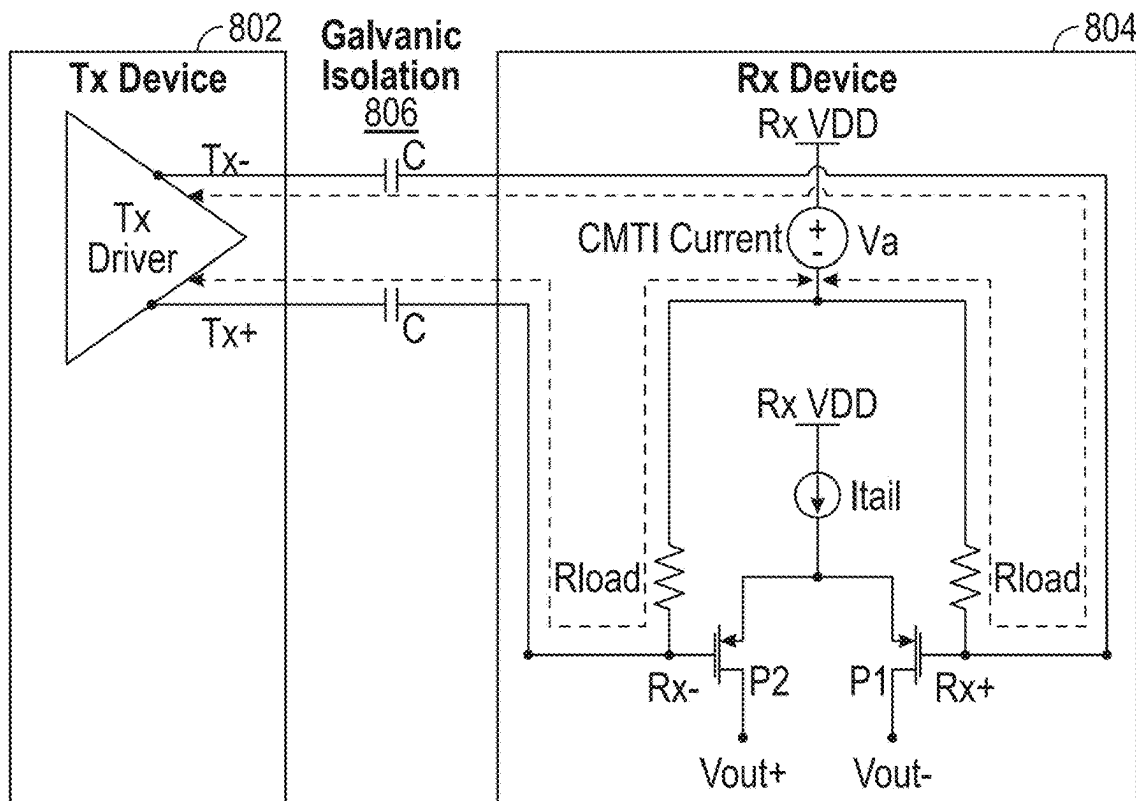 802
Galvanic
Isolation
806
804
Tx Device
Rx Device
Rx VDD
Tx-
C
Tx
Driver
CMTI Current
+
-
Va
Tx+
C
Rx VDD
Itail
Rload
Rload
Rx-
P2
P1
Rx+
Vout+
Vout-